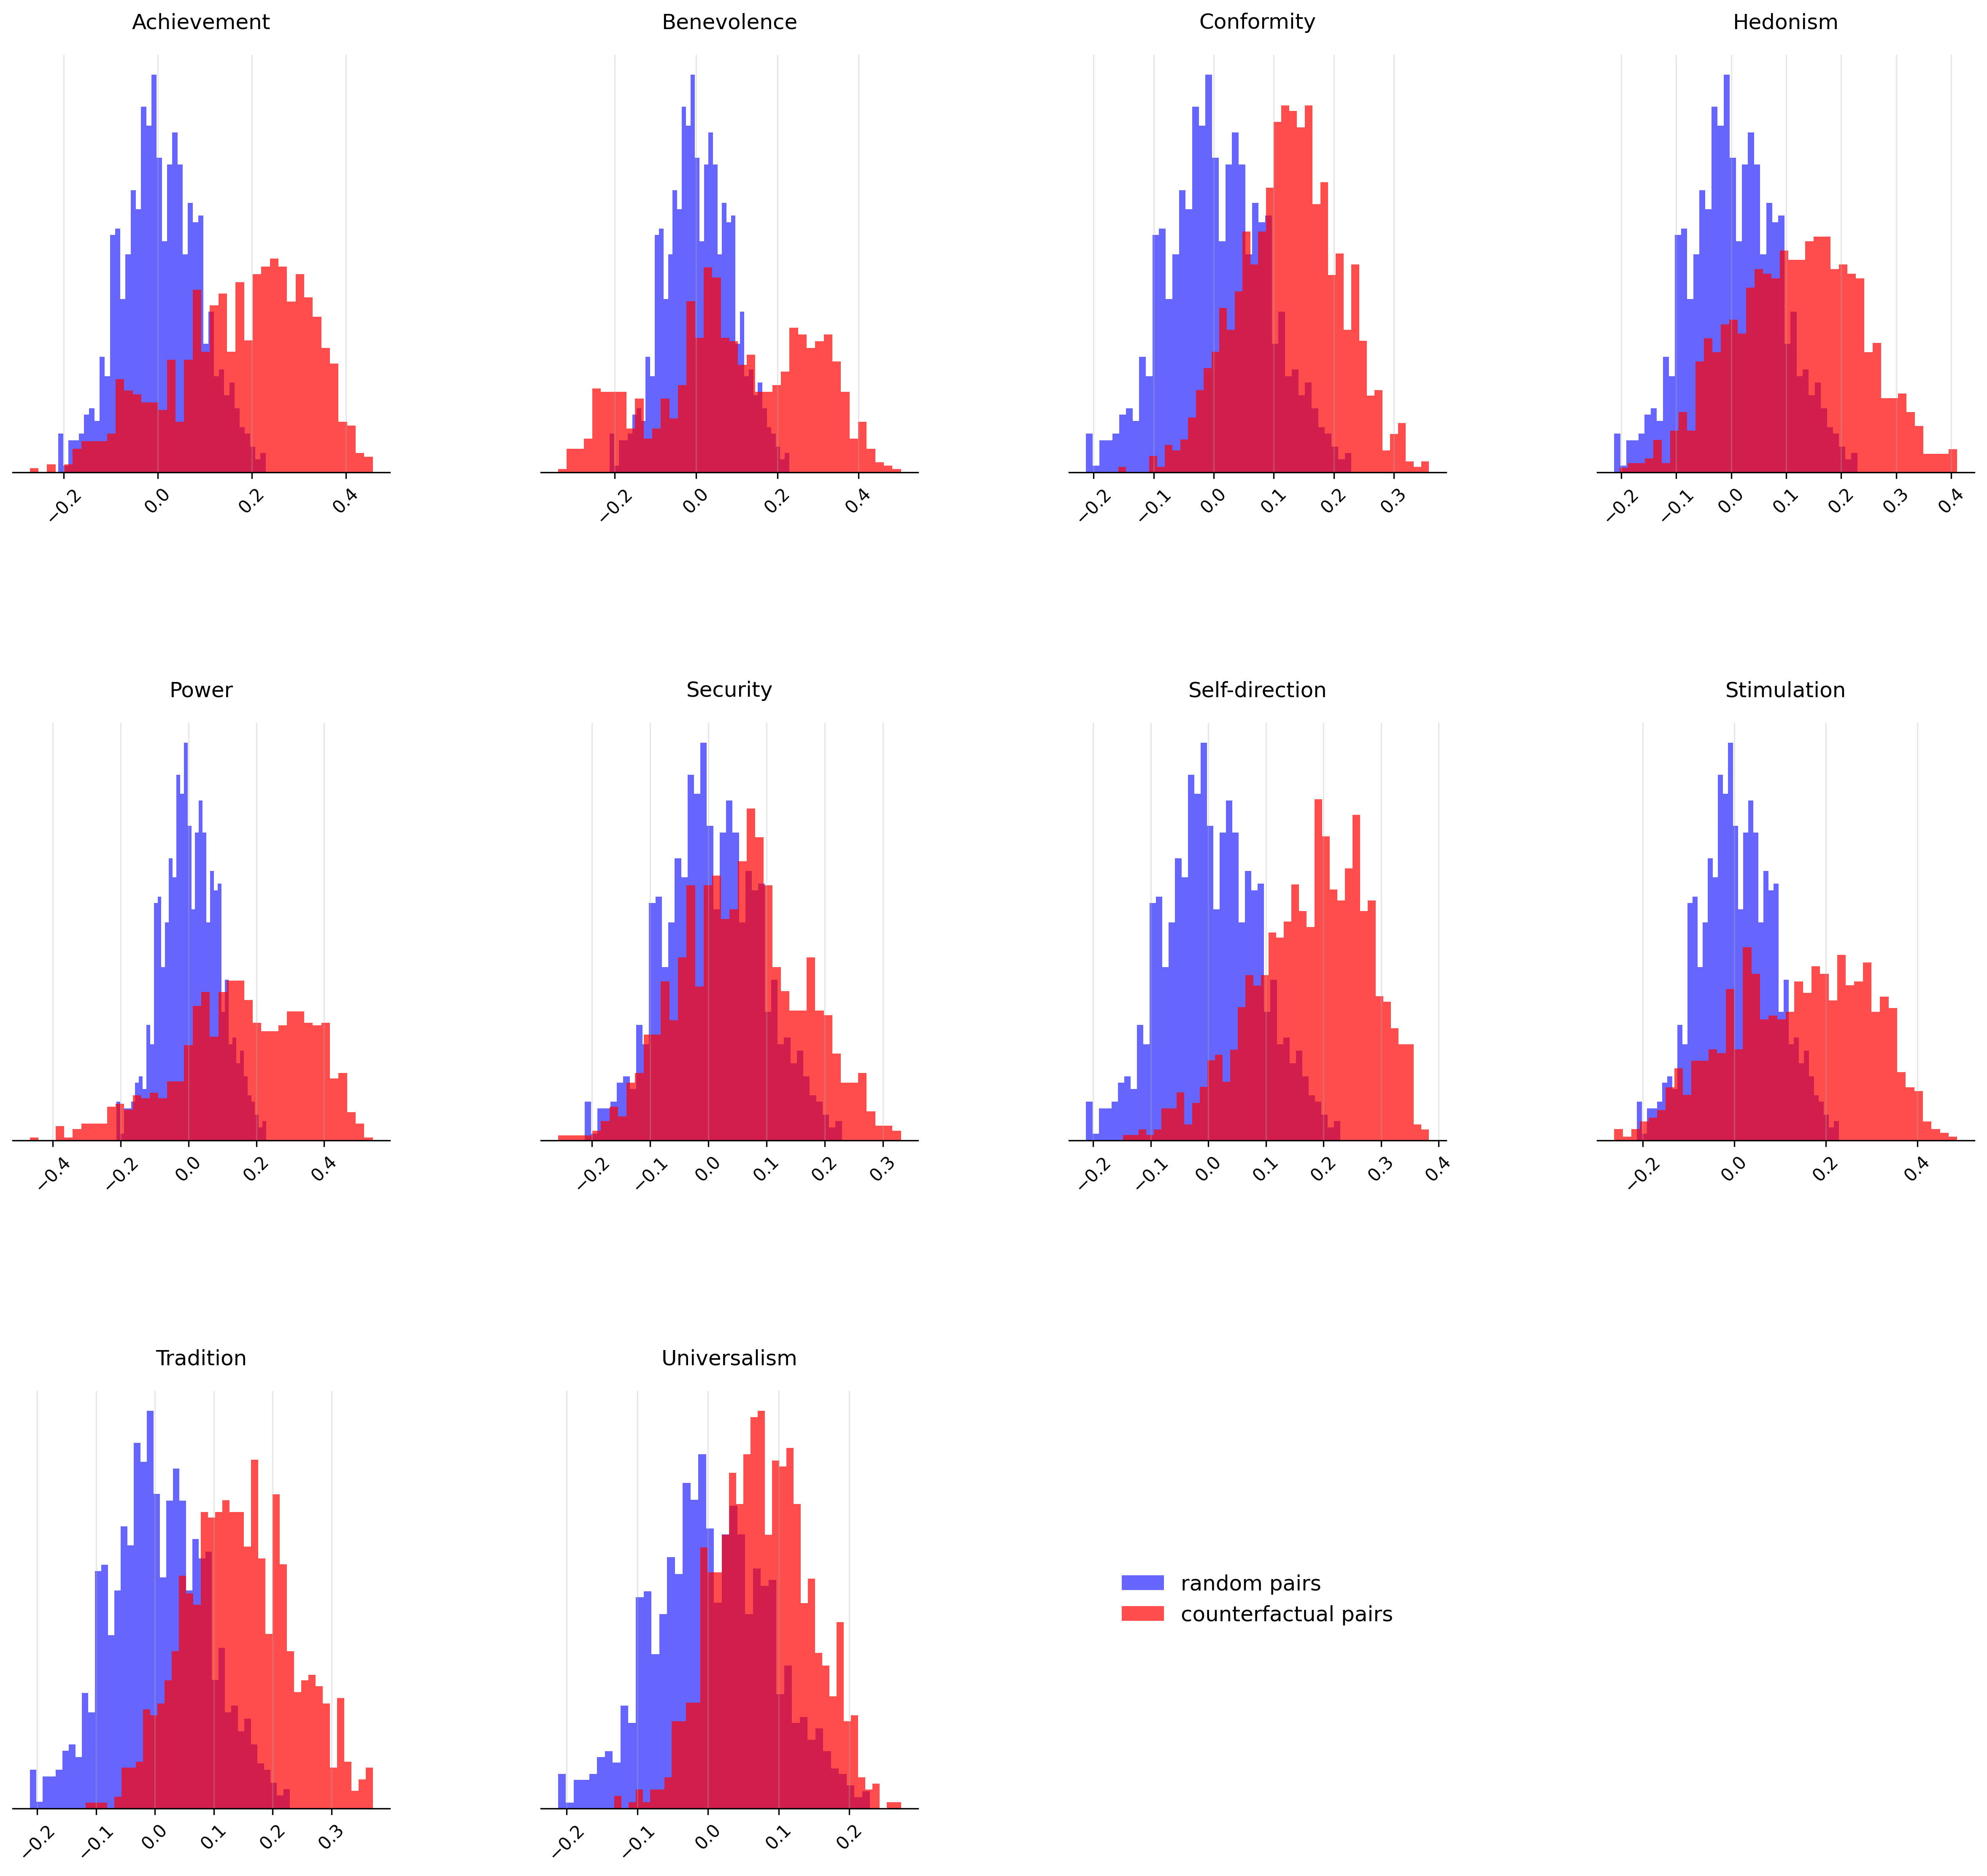 Achievement
Benevolence
Conformity
Hedonism
−0.2 0.0 0.2 0.4
−0.2 0.0 0.2 0.4
−0.2 −0.1 0.0 0.1 0.2 0.3
−0.2 −0.1 0.0 0.1 0.2 0.3 0.4
Power
Security
Self-direction
Stimulation
−0.4 −0.2 0.0 0.2 0.4
−0.2 −0.1 0.0 0.1 0.2 0.3
−0.2 −0.1 0.0 0.1 0.2 0.3 0.4
−0.2 0.0 0.2 0.4
Tradition
Universalism
random pairs
counterfactual pairs
−0.2 −0.1 0.0 0.1 0.2 0.3
−0.2 −0.1 0.0 0.1 0.2